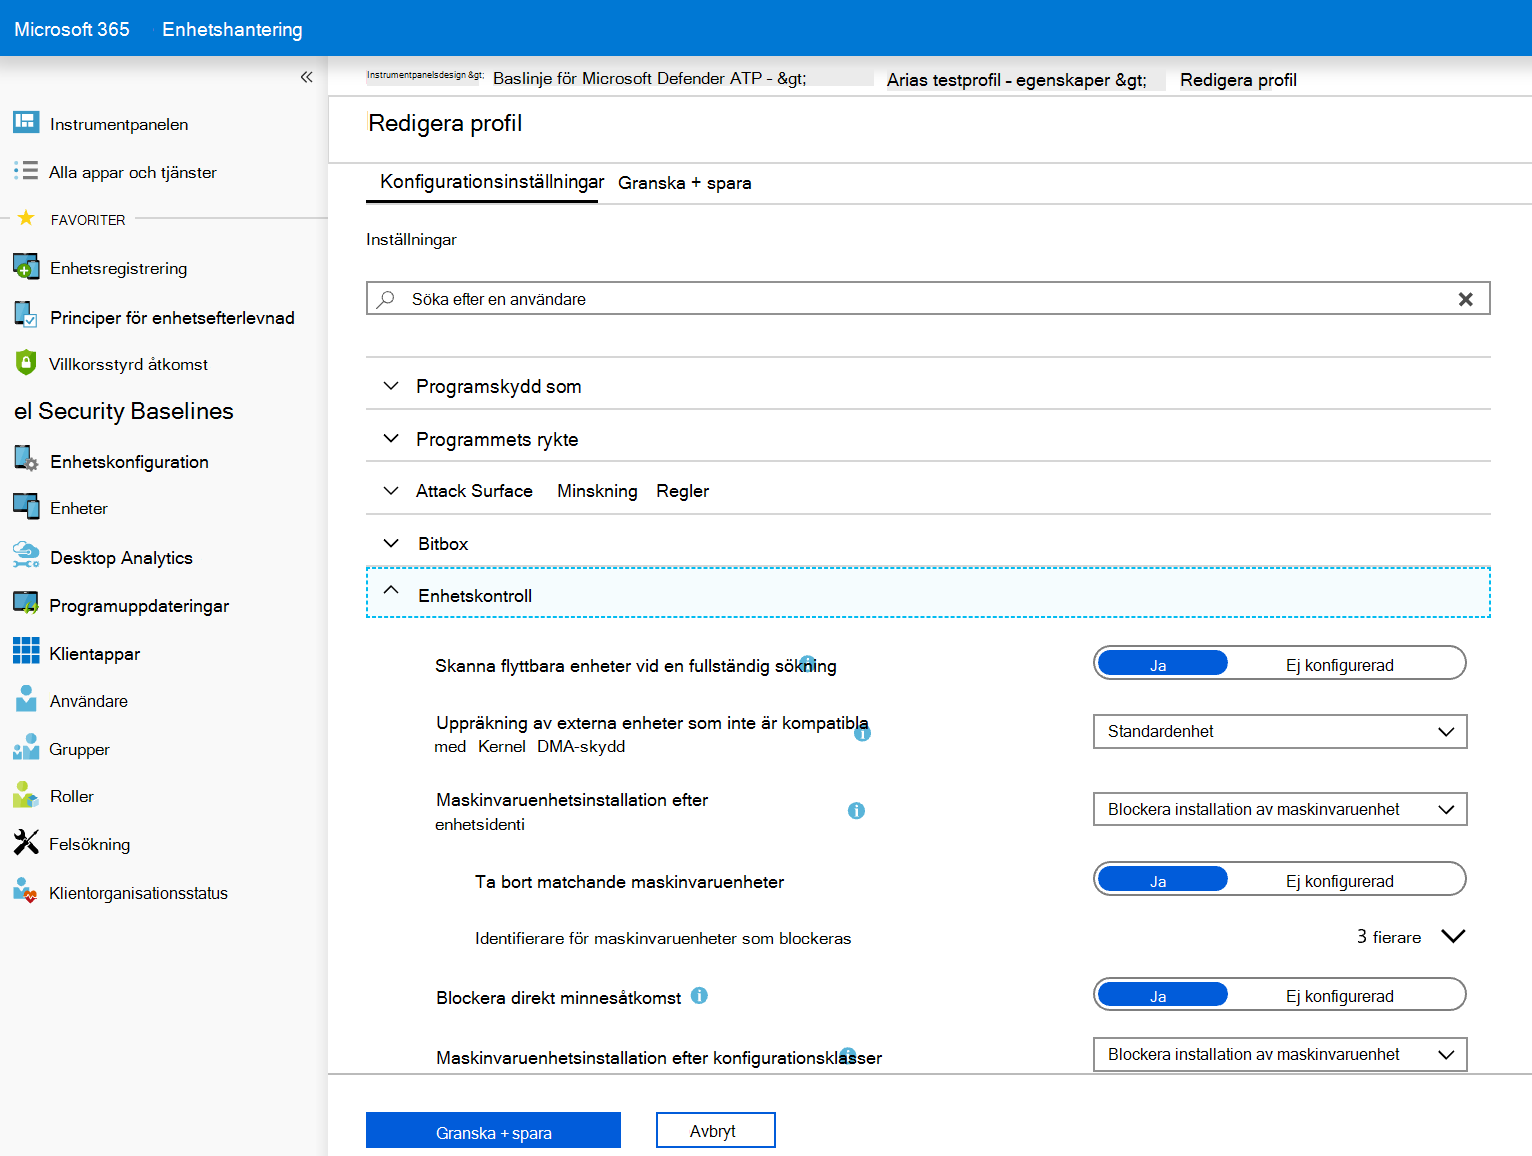 Microsoft 365 Enhetshantering
Instrumentpanelsdesign &gt; Baslinje för Microsoft Defender ATP - &gt; Arias testprofil - egenskaper &gt; Redigera profil
Instrumentpanelen
Alla appar och tjänster
FAVORITER
Enhetsregistrering
Principer för enhetsefterlevnad
Villkorsstyrd åtkomst
el Security Baselines
Enhetskonfiguration
Enheter
Desktop Analytics
Programuppdateringar
Klientappar
Användare
Grupper
Roller
Felsökning
Klientorganisationsstatus
Redigera profil
Konfigurationsinställningar Granska + spara
Inställningar
Söka efter en användare
Programskydd som
Programmets rykte
Attack Surface Minskning Regler
Bitbox
Enhetskontroll
Skanna flyttbara enheter vid en fullständig sökning
Ja Ej konfigurerad
Uppräkning av externa enheter som inte är kompatibla
med Kernel DMA-skydd
Standardenhet
Maskinvaruenhetsinstallation efter
enhetsidenti
Blockera installation av maskinvaruenhet
Ta bort matchande maskinvaruenheter
Ja Ej konfigurerad
Identifierare för maskinvaruenheter som blockeras
3 fierare
Blockera direkt minnesåtkomst
Ja Ej konfigurerad
Maskinvaruenhetsinstallation efter konfigurationsklasser
Blockera installation av maskinvaruenhet
Granska + spara Avbryt